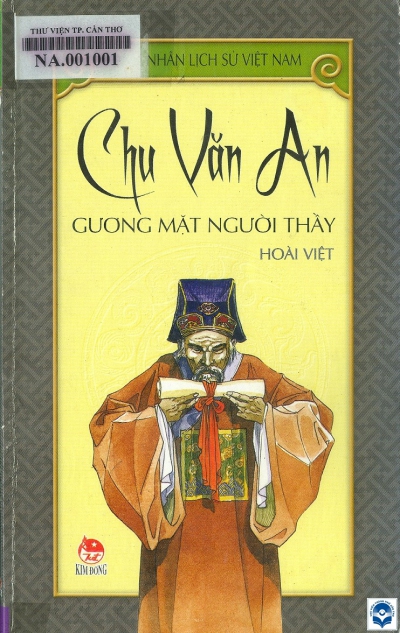 THƯ VIỆN TP. CẦN THƠ
NA.001001
NHÂN LỊCH SỬ VIỆT NAM
Chu Văn An
GƯƠNG MẶT NGƯỜI THẦY
HOÀI VIỆT
KIM ĐỒNG